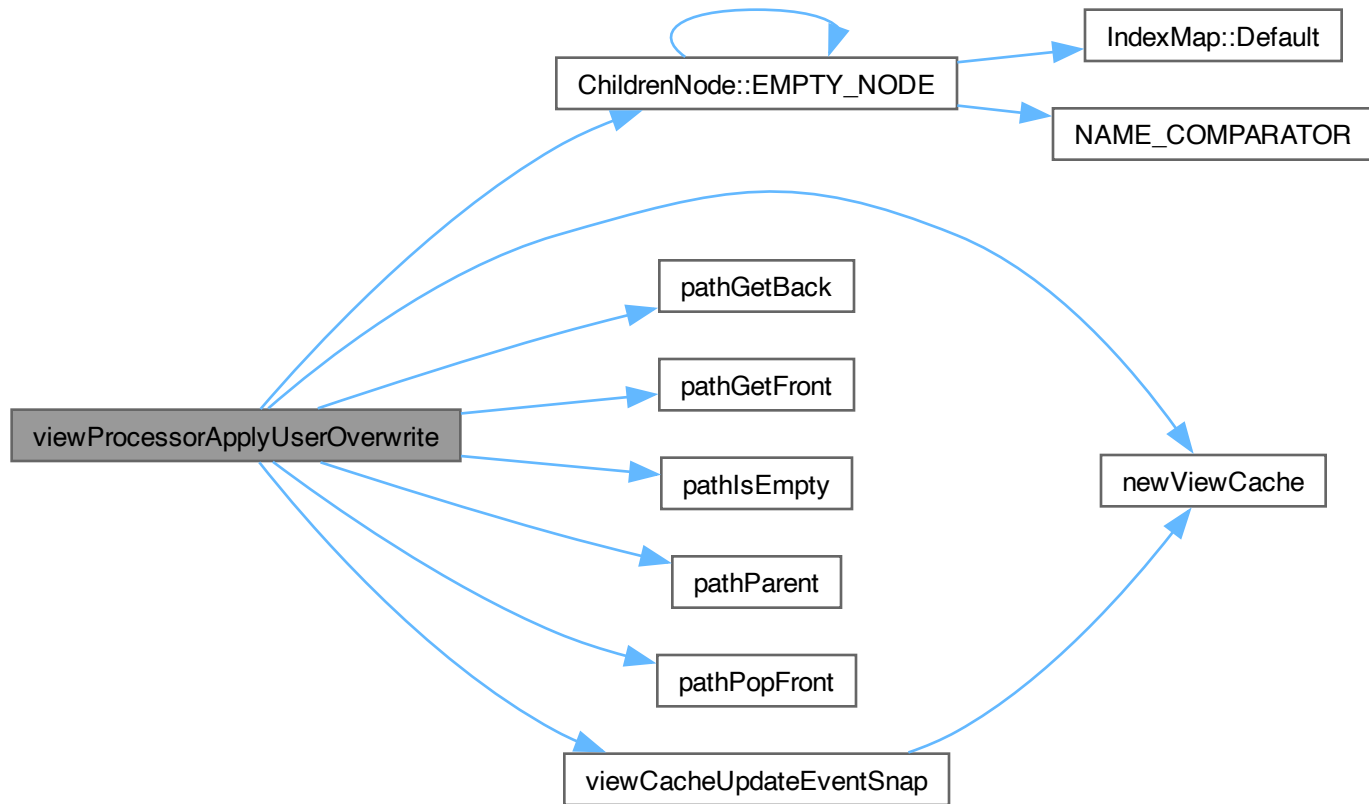 IndexMap::Default
ChildrenNode::EMPTY_NODE
NAME_COMPARATOR
pathGetBack
pathGetFront
viewProcessorApplyUserOverwrite
pathIsEmpty
newViewCache
pathParent
pathPopFront
viewCacheUpdateEventSnap